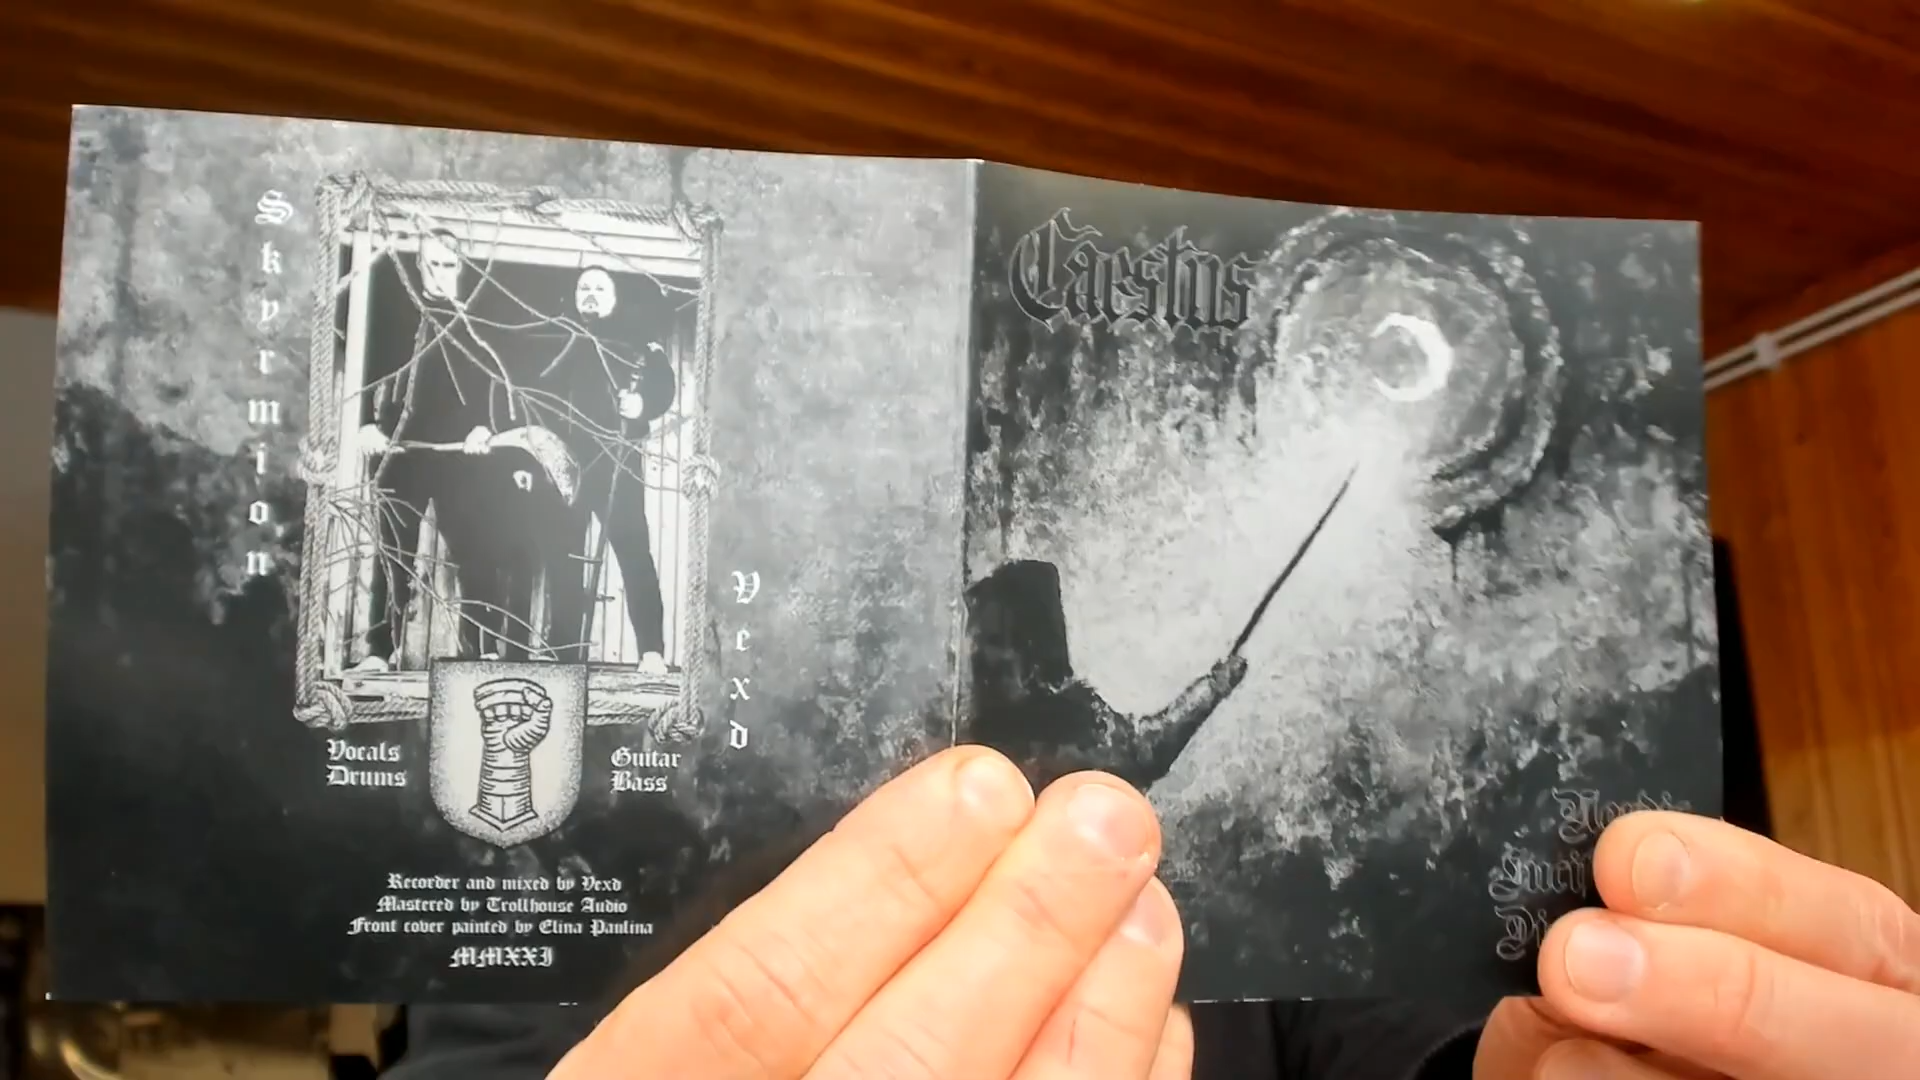 Skyrmion
Vexd
Vocals
Drums
Guitar
Bass
Recorder and mixed by Vexd
Mastered by Trollhouse Audio
Front cover painted by Elina Paulina
MMXXI
Caestus